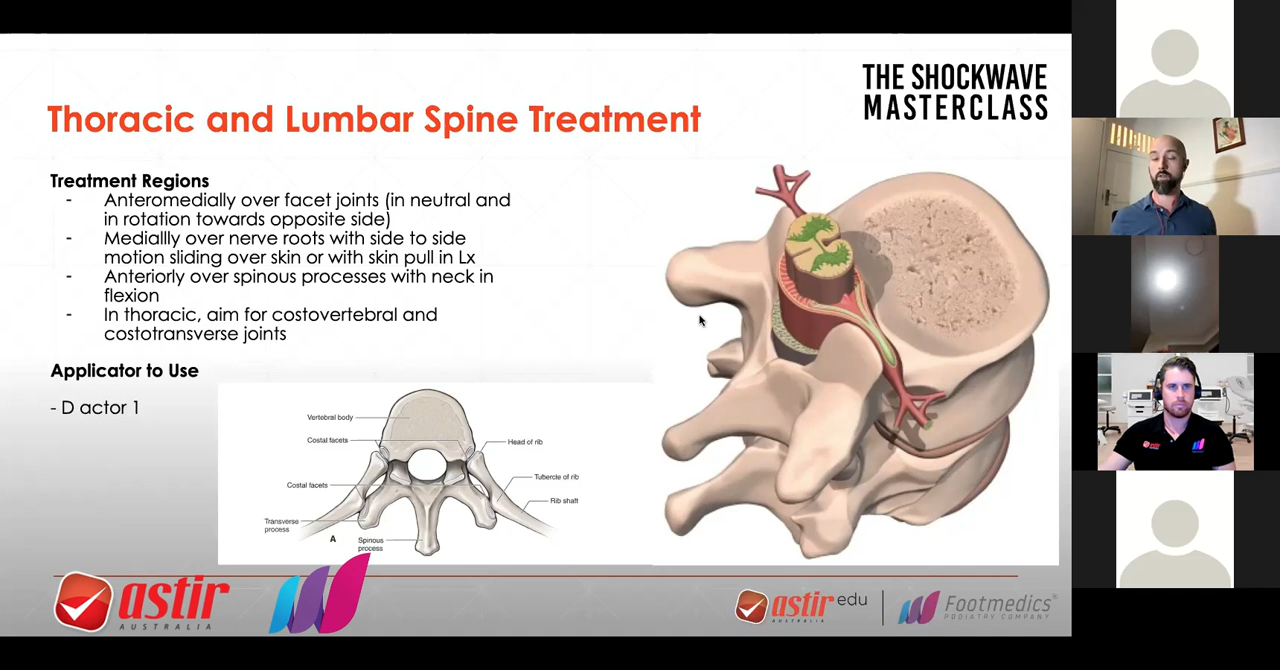 THE SHOCKWAVE
MASTERCLASS
Thoracic and Lumbar Spine Treatment
Treatment Regions
- Anteromedially over facet joints (in neutral and
in rotation towards opposite side)
- Mediallly over nerve roots with side to side
motion sliding over skin or with skin pull in Lx
- Anteriorly over spinous processes with neck in
flexion
- In thoracic, aim for costovertebral and
costotransverse joints
Applicator to Use
- D actor 1
Vertebral body
Costal facets
Head of rib
Costal facets
Tubercle of rib
Rib shaft
Transverse
process
A
Spinous
process
astir
AUSTRALIA
astir edu
AUSTRALIA
Footmedics
PODIATRY COMPANY